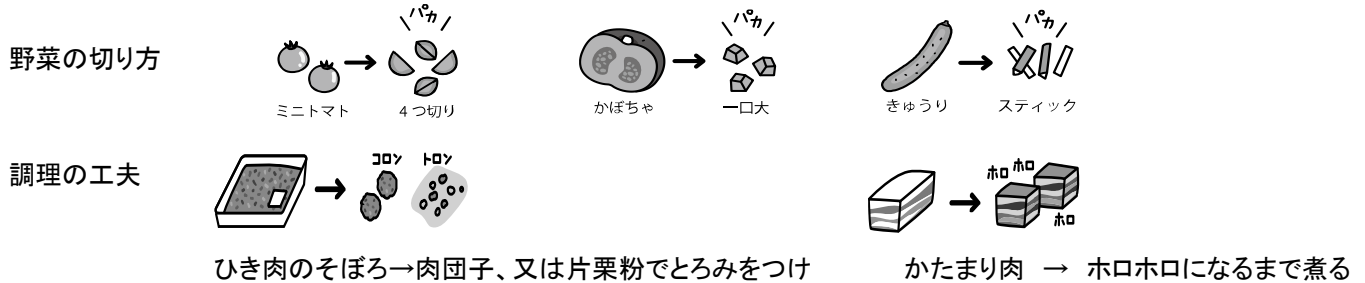 野菜の切り方
パカ
パカ
パカ
ミニトマト
4つ切り
かぼちゃ
一口大
きゅうり
スティック
調理の工夫
コロン
トロン
ホロ
ホロ
ホロ
ひき肉のそぼろ→肉団子、又は片栗粉でとろみをつけ
かたまり肉 → ホロホロになるまで煮る